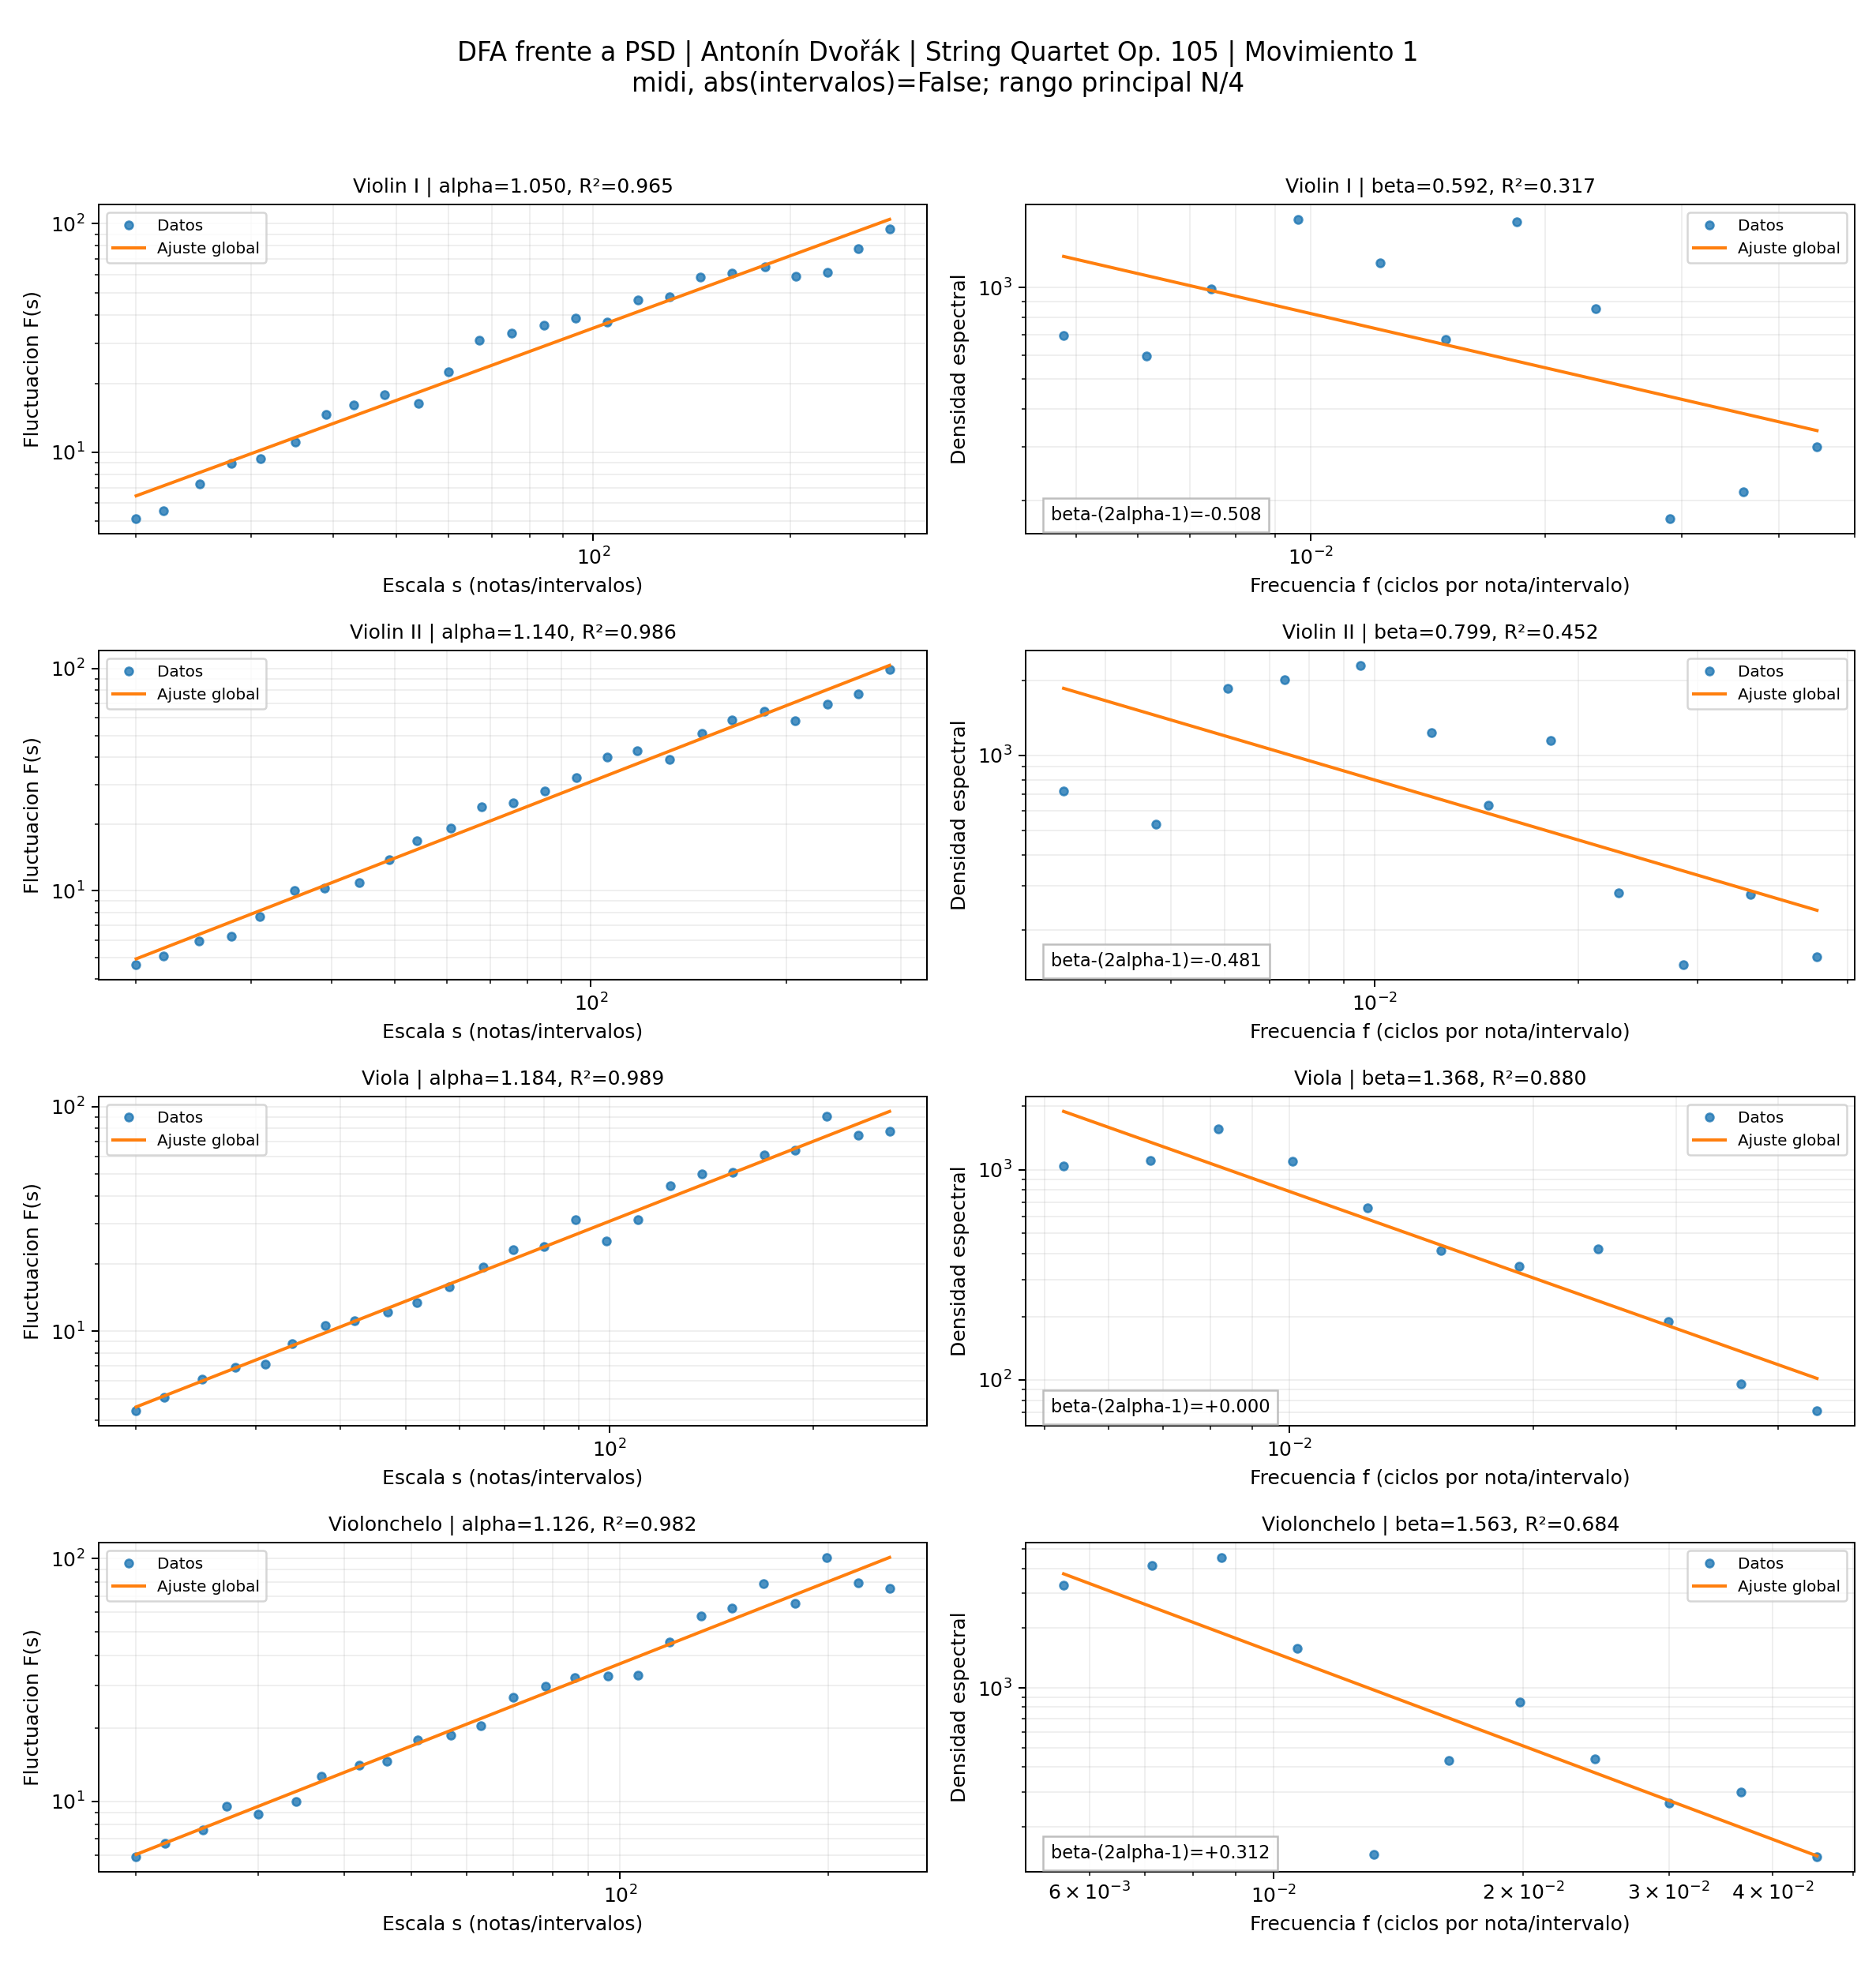 DFA frente a PSD | Antonín Dvořák | String Quartet Op. 105 | Movimiento 1
midi, abs(intervalos)=False; rango principal N/4
Violin I | alpha=1.050, R²=0.965
Datos
Ajuste global
10²
10¹
Fluctuacion F(s)
10²
Escala s (notas/intervalos)
Violin I | beta=0.592, R²=0.317
Datos
Ajuste global
10³
Densidad espectral
beta-(2alpha-1)=-0.508
10⁻²
Frecuencia f (ciclos por nota/intervalo)
Violin II | alpha=1.140, R²=0.986
Datos
Ajuste global
10²
10¹
Fluctuacion F(s)
10²
Escala s (notas/intervalos)
Violin II | beta=0.799, R²=0.452
Datos
Ajuste global
10³
Densidad espectral
beta-(2alpha-1)=-0.481
10⁻²
Frecuencia f (ciclos por nota/intervalo)
Viola | alpha=1.184, R²=0.989
Datos
Ajuste global
10²
10¹
Fluctuacion F(s)
10²
Escala s (notas/intervalos)
Viola | beta=1.368, R²=0.880
Datos
Ajuste global
10³
10²
Densidad espectral
beta-(2alpha-1)=+0.000
10⁻²
Frecuencia f (ciclos por nota/intervalo)
Violonchelo | alpha=1.126, R²=0.982
Datos
Ajuste global
10²
10¹
Fluctuacion F(s)
10²
Escala s (notas/intervalos)
Violonchelo | beta=1.563, R²=0.684
Datos
Ajuste global
10³
Densidad espectral
beta-(2alpha-1)=+0.312
6 × 10⁻³ 10⁻² 2 × 10⁻² 3 × 10⁻² 4 × 10⁻²
Frecuencia f (ciclos por nota/intervalo)